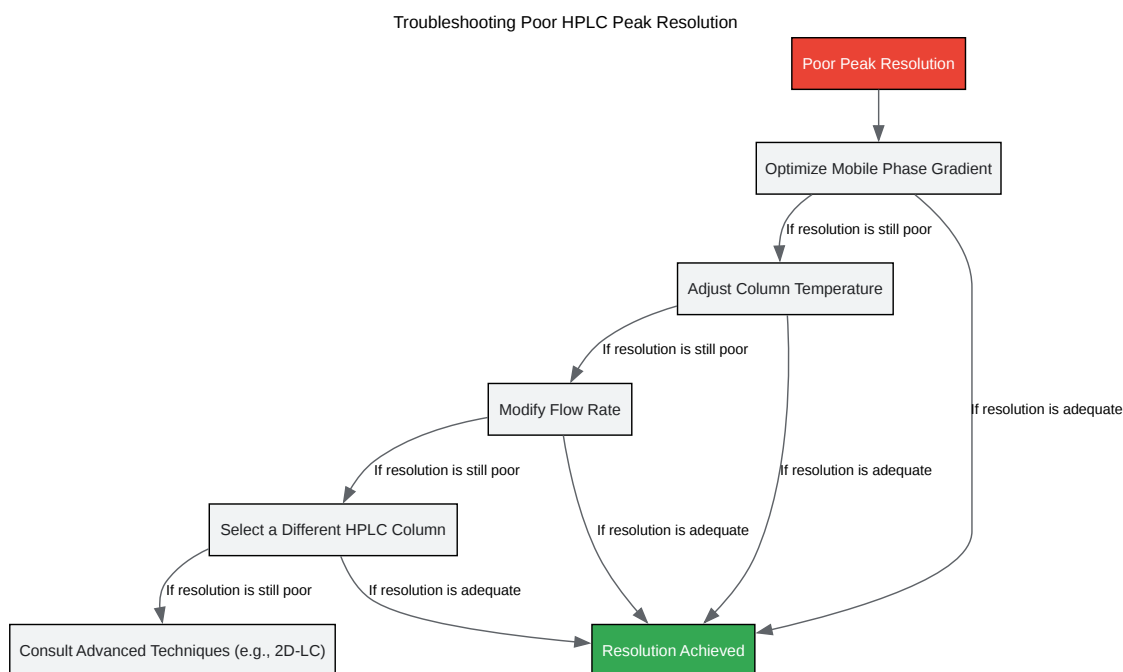 Troubleshooting Poor HPLC Peak Resolution
Poor Peak Resolution
Optimize Mobile Phase Gradient
If resolution is still poor
Adjust Column Temperature
If resolution is still poor
Modify Flow Rate
If resolution is adequate
If resolution is still poor
If resolution is adequate
Select a Different HPLC Column
If resolution is adequate
If resolution is still poor
If resolution is adequate
Consult Advanced Techniques (e.g., 2D-LC)
Resolution Achieved